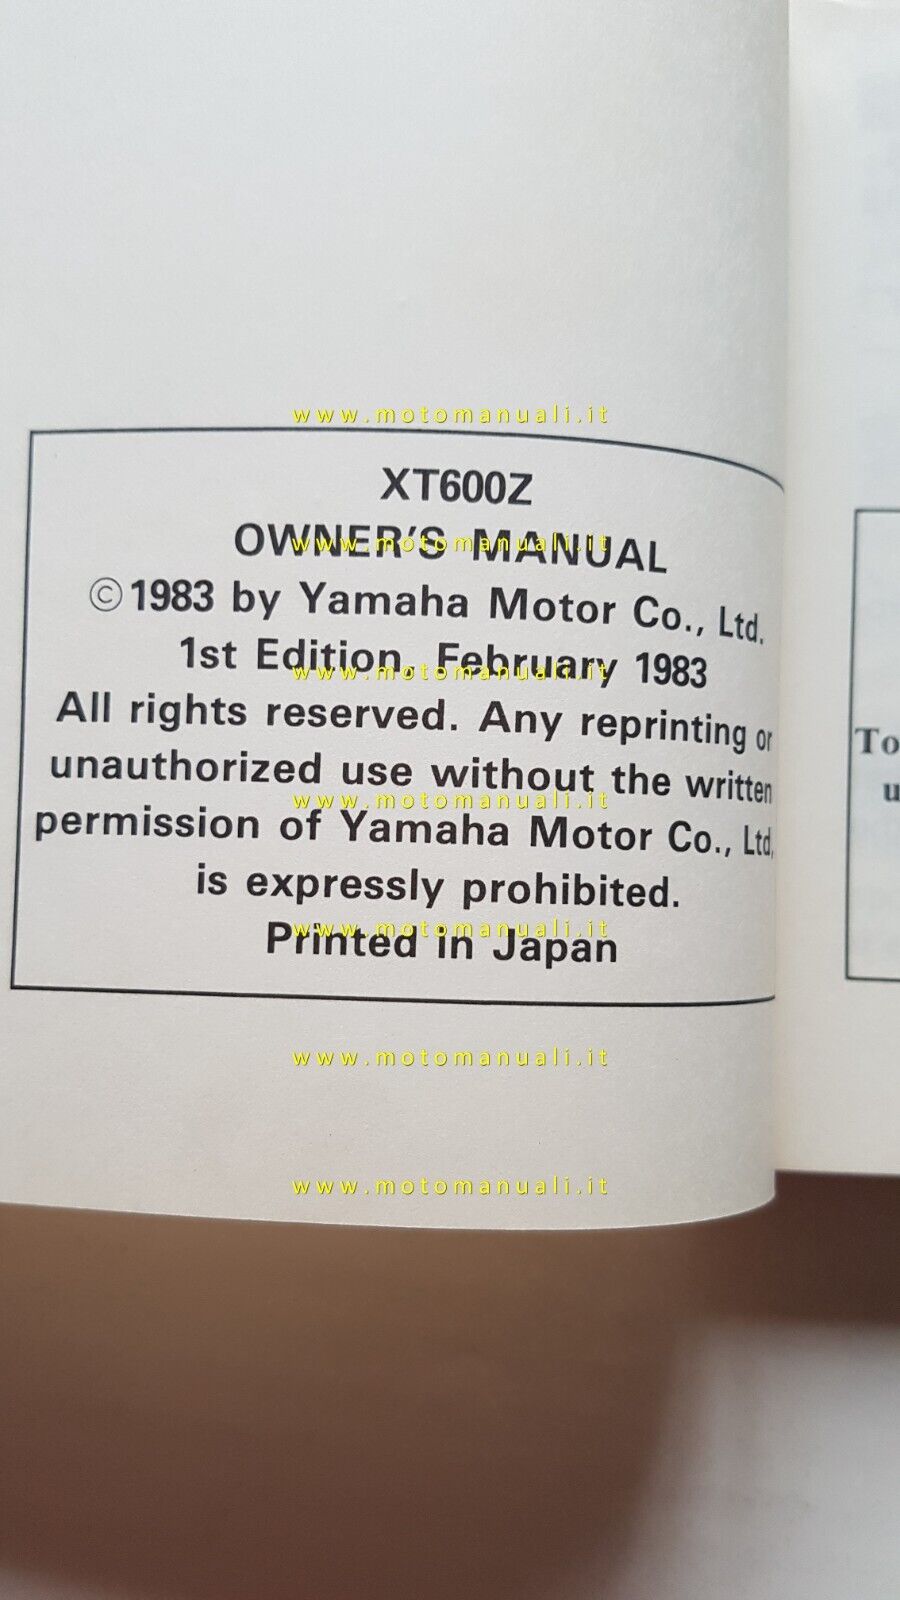 www.motomanuali.it
XT600Z
OWNER'S MANUAL
www.motomanuali.it
©1983 by Yamaha Motor Co., Ltd.
1st Edition, February 1983
www.motomanuali.it
All rights reserved. Any reprinting or
unauthorized use without the written
www.motomanuali.it
permission of Yamaha Motor Co., Ltd.
is expressly prohibited.
www.motomanuali.it
Printed in Japan
www.motomanuali.it
www.motomanuali.it
To
u